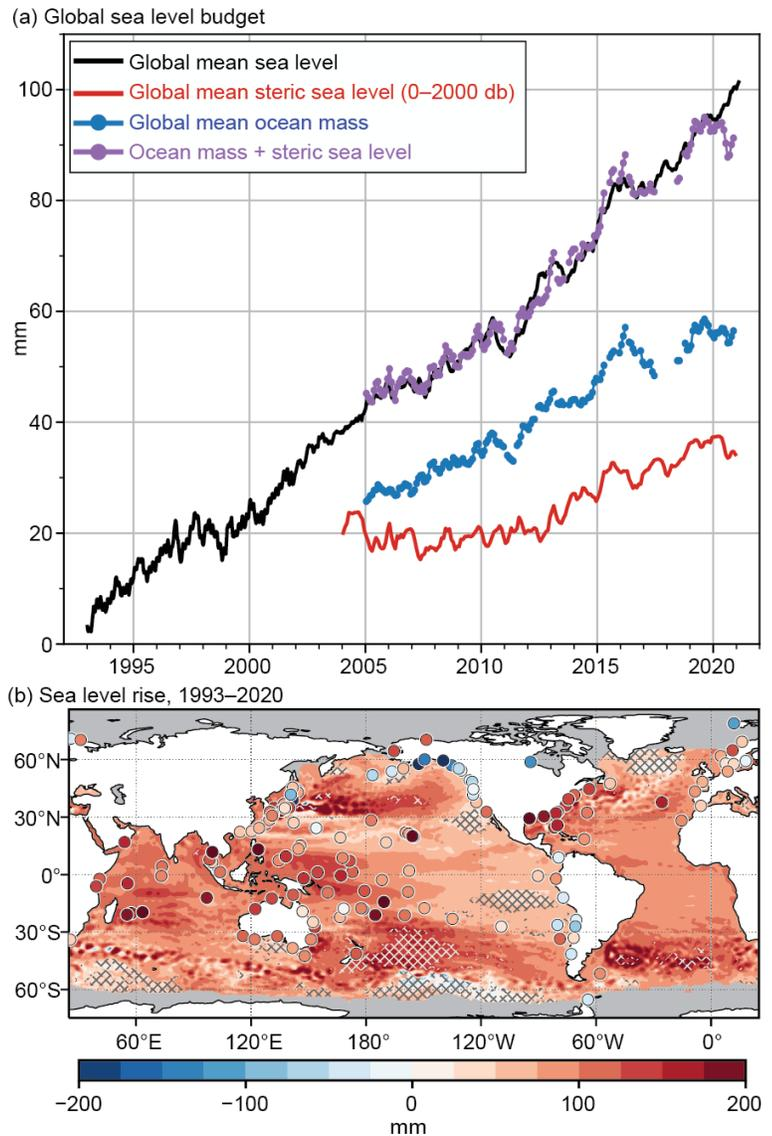 (a) Global sea level budget
Global mean sea level
Global mean steric sea level (0–2000 db)
Global mean ocean mass
Ocean mass + steric sea level
100
80
60
40
20
0
mm
1995 2000 2005 2010 2015 2020
(b) Sea level rise, 1993–2020
60°N
30°N
0°
30°S
60°S
60°E 120°E 180° 120°W 60°W 0°
−200 −100 0 100 200
mm